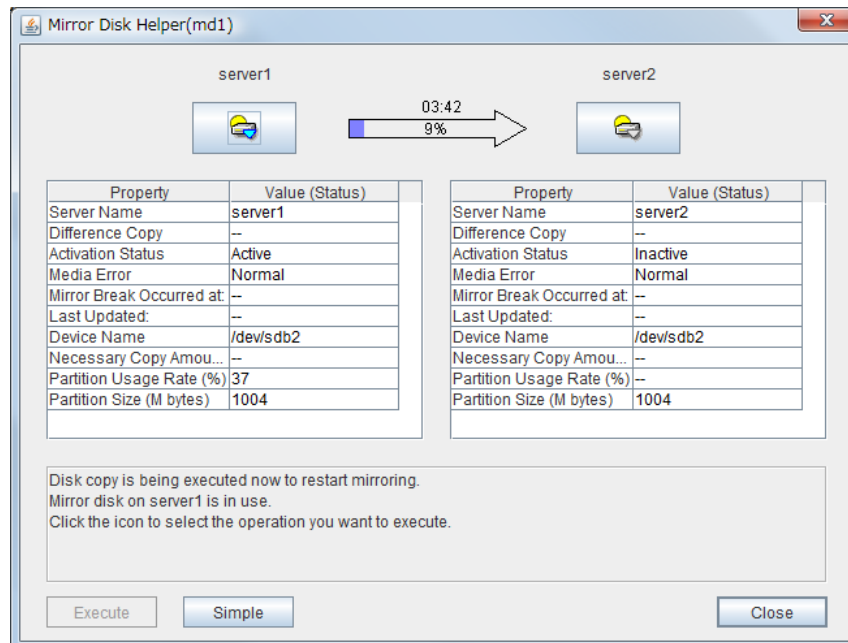 Mirror Disk Helper(md1)
server1 server2
03:42
9%
Property Value (Status)
Server Name server1
Difference Copy --
Activation Status Active
Media Error Normal
Mirror Break Occurred at: --
Last Updated: --
Device Name /dev/sdb2
Necessary Copy Amou... --
Partition Usage Rate (%) 37
Partition Size (M bytes) 1004
Property Value (Status)
Server Name server2
Difference Copy --
Activation Status Inactive
Media Error Normal
Mirror Break Occurred at: --
Last Updated: --
Device Name /dev/sdb2
Necessary Copy Amou... --
Partition Usage Rate (%) --
Partition Size (M bytes) 1004
Disk copy is being executed now to restart mirroring.
Mirror disk on server1 is in use.
Click the icon to select the operation you want to execute.
Execute Simple Close